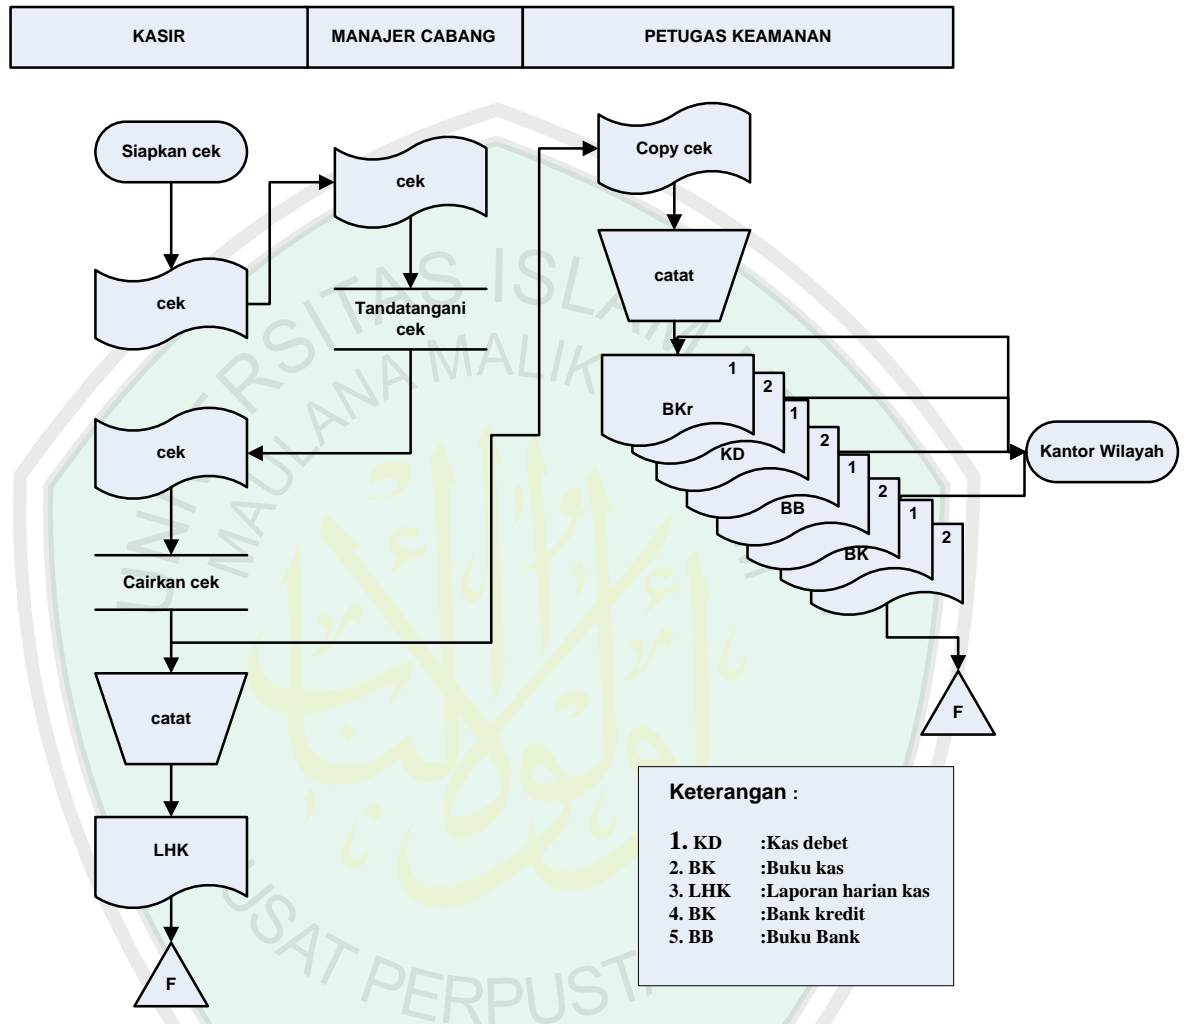 KASIR
MANAJER CABANG
PETUGAS KEAMANAN
Siapkan cek
cek
cek
Tandatangani
cek
cek
Cairkan cek
catat
LHK
F
Copy cek
catat
1
BKr
2
1
KD
2
1
BB
2
1
BK
2
Kantor Wilayah
F
Keterangan :
1. KD :Kas debet
2. BK :Buku kas
3. LHK :Laporan harian kas
4. BK :Bank kredit
5. BB :Buku Bank